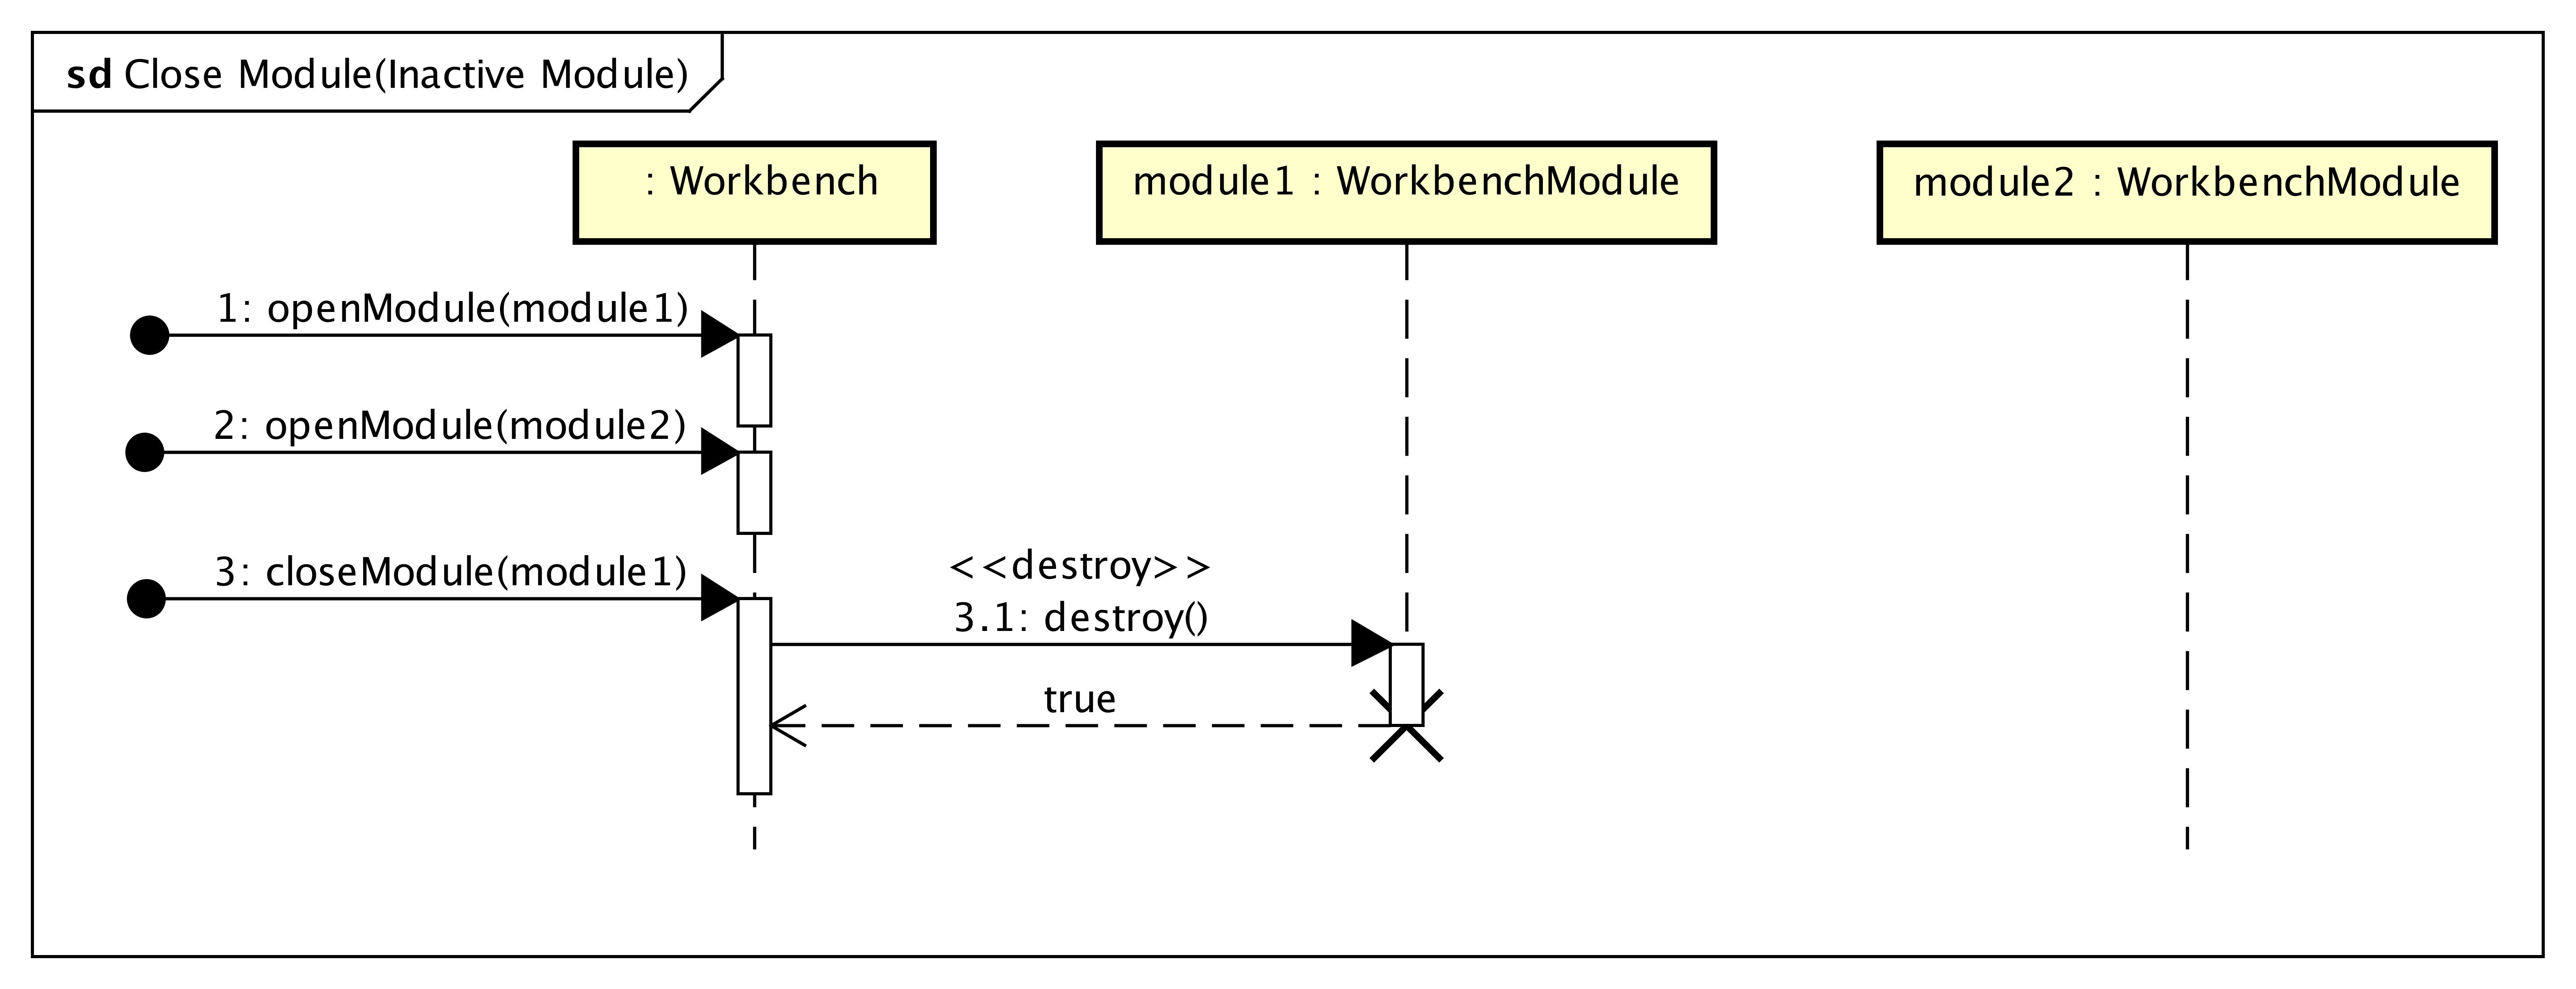 sd Close Module(Inactive Module)
: Workbench
module1 : WorkbenchModule
module2 : WorkbenchModule
1: openModule(module1)
2: openModule(module2)
3: closeModule(module1)
<<destroy>>
3.1: destroy()
true